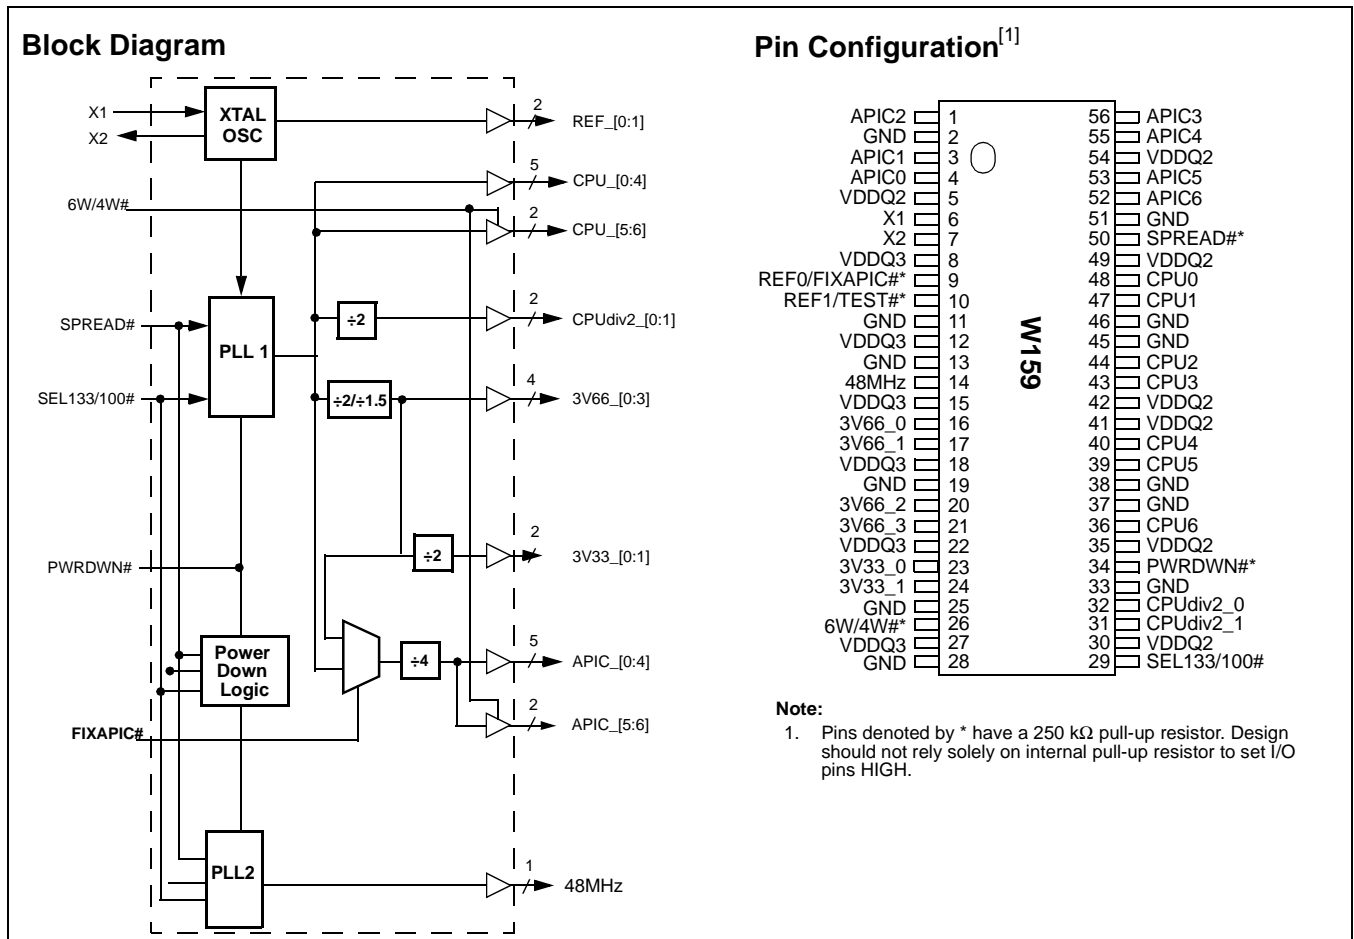 Block Diagram
XTAL
OSC
X1
X2
2
REF_[0:1]
5
CPU_[0:4]
6W/4W#
2
CPU_[5:6]
2
÷2
CPUdiv2_[0:1]
SPREAD#
PLL 1
SEL133/100#
÷2/÷1.5
4
3V66_[0:3]
2
÷2
3V33_[0:1]
PWRDWN#
Power
Down
Logic
÷4
5
APIC_[0:4]
2
APIC_[5:6]
FIXAPIC#
PLL2
1
48MHz
Pin Configuration[1]
APIC2 1 56 APIC3
GND 2 55 APIC4
APIC1 3 54 VDDQ2
APIC0 4 53 APIC5
VDDQ2 5 52 APIC6
X1 6 51 GND
X2 7 50 SPREAD#*
VDDQ3 8 49 VDDQ2
REF0/FIXAPIC#* 9 48 CPU0
REF1/TEST#* 10 47 CPU1
GND 11 46 GND
VDDQ3 12 45 GND
GND 13 44 CPU2
48MHz 14 43 CPU3
VDDQ3 15 42 VDDQ2
3V66_0 16 41 VDDQ2
3V66_1 17 40 CPU4
VDDQ3 18 39 CPU5
GND 19 38 GND
3V66_2 20 37 GND
3V66_3 21 36 CPU6
VDDQ3 22 35 VDDQ2
3V33_0 23 34 PWRDWN#*
3V33_1 24 33 GND
GND 25 32 CPUdiv2_0
6W/4W#* 26 31 CPUdiv2_1
VDDQ3 27 30 VDDQ2
GND 28 29 SEL133/100#
W159
Note:
1. Pins denoted by * have a 250 kΩ pull-up resistor. Design
should not rely solely on internal pull-up resistor to set I/O
pins HIGH.